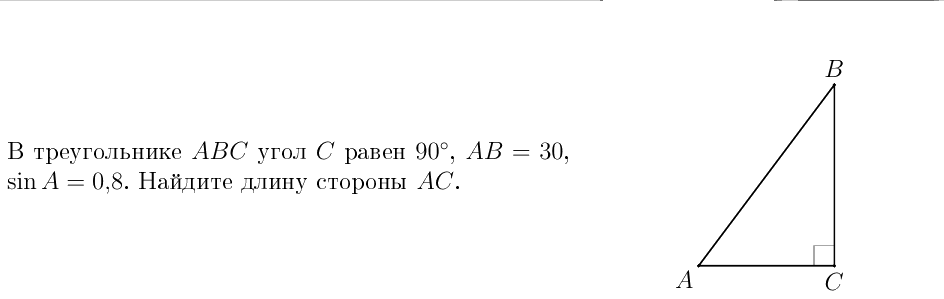 B
В треугольнике ABC угол C равен 90°, AB = 30,
sin A = 0,8. Найдите длину стороны AC.
A
C